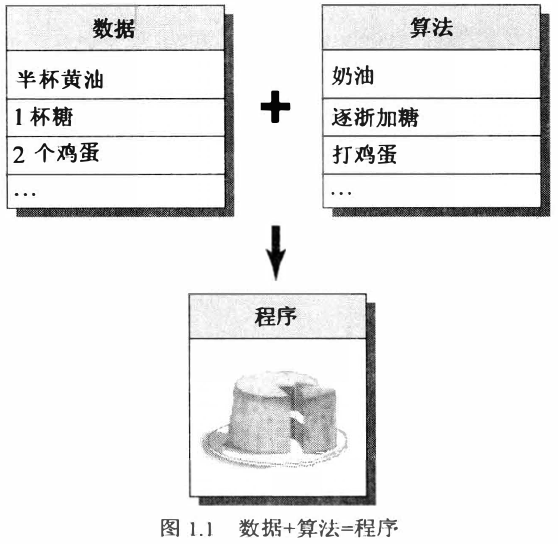 数据
半杯黄油
1 杯糖
2 个鸡蛋
…
+
算法
奶油
逐浙加糖
打鸡蛋
…
程序
图 1.1 数据+算法=程序